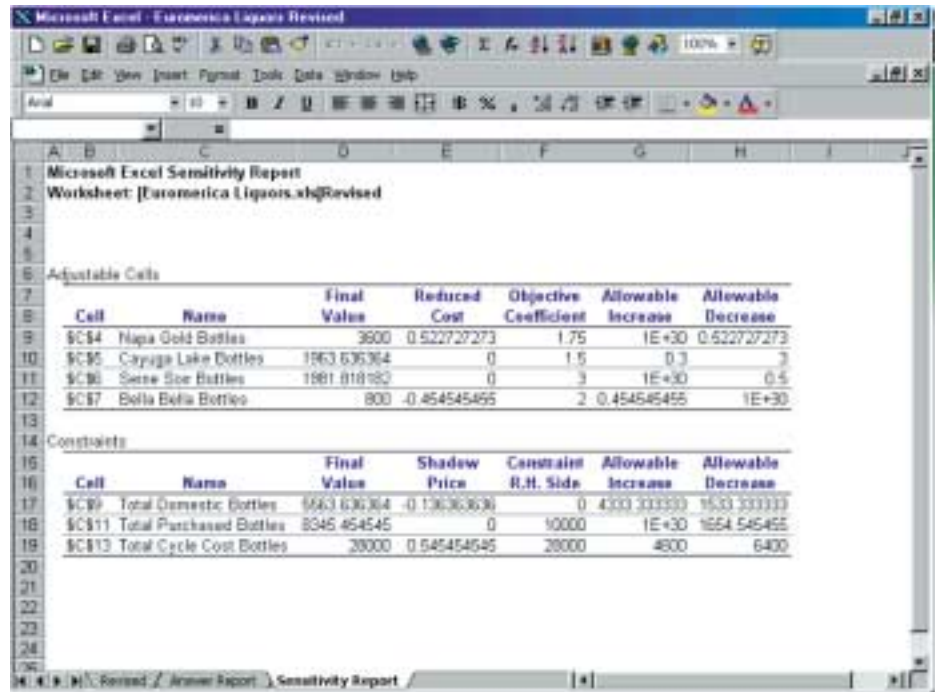 Microsoft Excel - Euromerica Liquors Revised
100%
File Edit View Insert Format Tools Data Window Help
Arial 10 B I U
=
A B C D E F G H I J
1 Microsoft Excel Sensitivity Report
2 Worksheet: [Euromerica Liquors.xls]Revised
3
4
5
6 Adjustable Cells
7 Final Reduced Objective Allowable Allowable
8 Cell Name Value Cost Coefficient Increase Decrease
9 $C$4 Napa Gold Bottles 3600 0.522727273 1.75 1E+30 0.522727273
10 $C$5 Cayuga Lake Bottles 1963.636364 0 1.5 0.3 3
11 $C$6 Seine Soir Bottles 1981.818182 0 3 1E+30 0.5
12 $C$7 Bella Bella Bottles 800 -0.454545455 2 0.454545455 1E+30
13
14 Constraints
15 Final Shadow Constraint Allowable Allowable
16 Cell Name Value Price R.H. Side Increase Decrease
17 $C$9 Total Domestic Bottles 5563.636364 -0.136363636 0 4333.333333 1533.333333
18 $C$11 Total Purchased Bottles 8345.454545 0 10000 1E+30 1654.545455
19 $C$13 Total Cycle Cost Bottles 28000 0.545454545 28000 4600 6400
20
21
22
23
24
25
Revised Answer Report Sensitivity Report